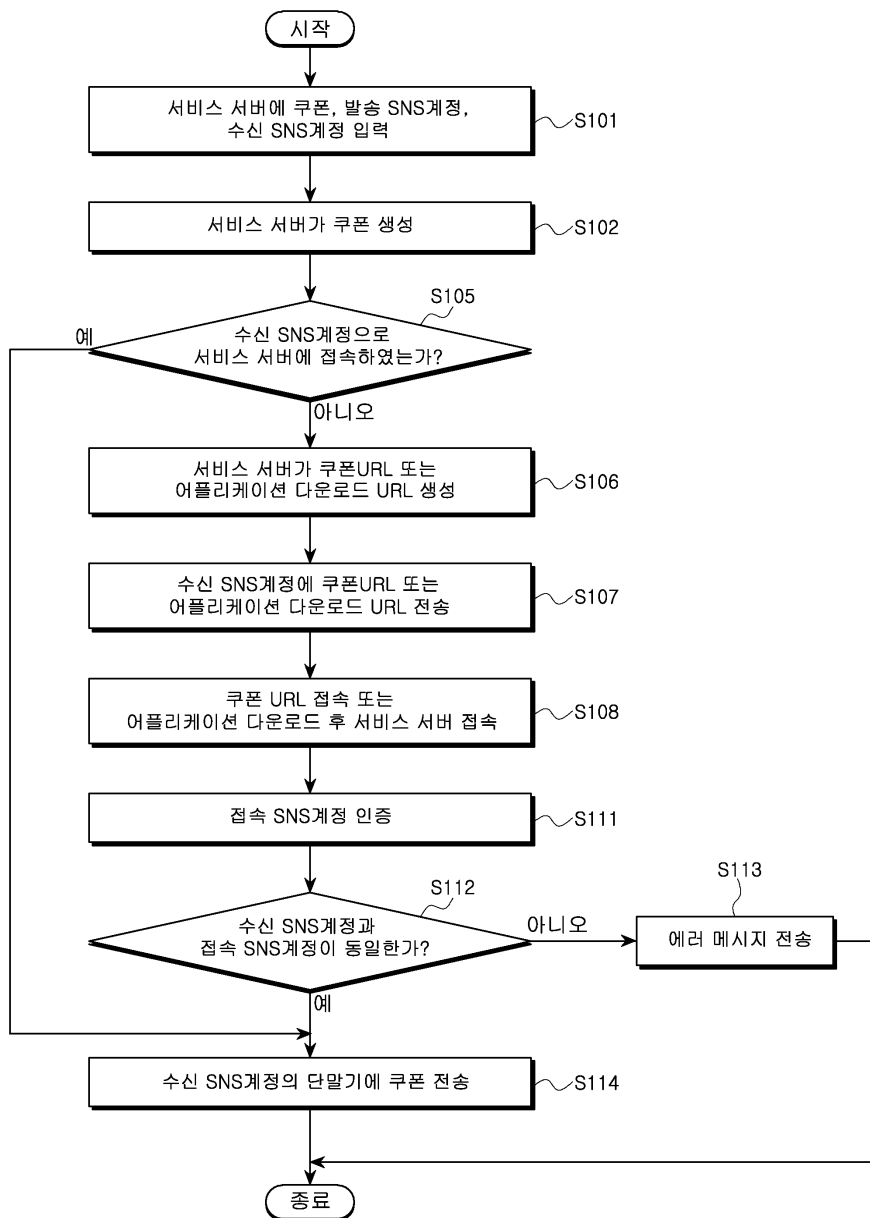 시작
서비스 서버에 쿠폰, 발송 SNS계정,
수신 SNS계정 입력
S101
서비스 서버가 쿠폰 생성
S102
S105
예
수신 SNS계정으로
서비스 서버에 접속하였는가?
아니오
서비스 서버가 쿠폰URL 또는
어플리케이션 다운로드 URL 생성
S106
수신 SNS계정에 쿠폰URL 또는
어플리케이션 다운로드 URL 전송
S107
쿠폰 URL 접속 또는
어플리케이션 다운로드 후 서비스 서버 접속
S108
접속 SNS계정 인증
S111
S112
수신 SNS계정과
접속 SNS계정이 동일한가?
아니오
S113
에러 메시지 전송
예
수신 SNS계정의 단말기에 쿠폰 전송
S114
종료